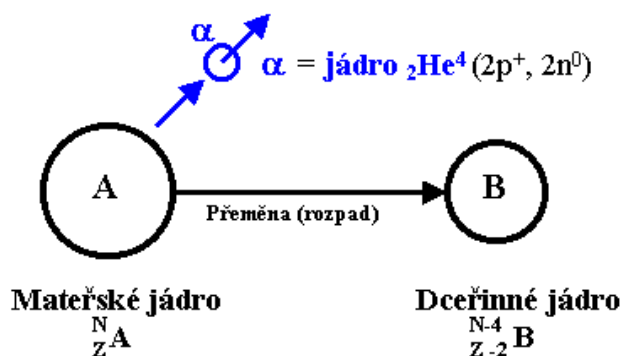 α
α = jádro ₂He⁴ (2p⁺, 2n⁰)
A
B
Přeměna (rozpad)
Mateřské jádro
Dceřinné jádro
ᴺ_Z A
ᴺ⁻⁴_Z-2 B